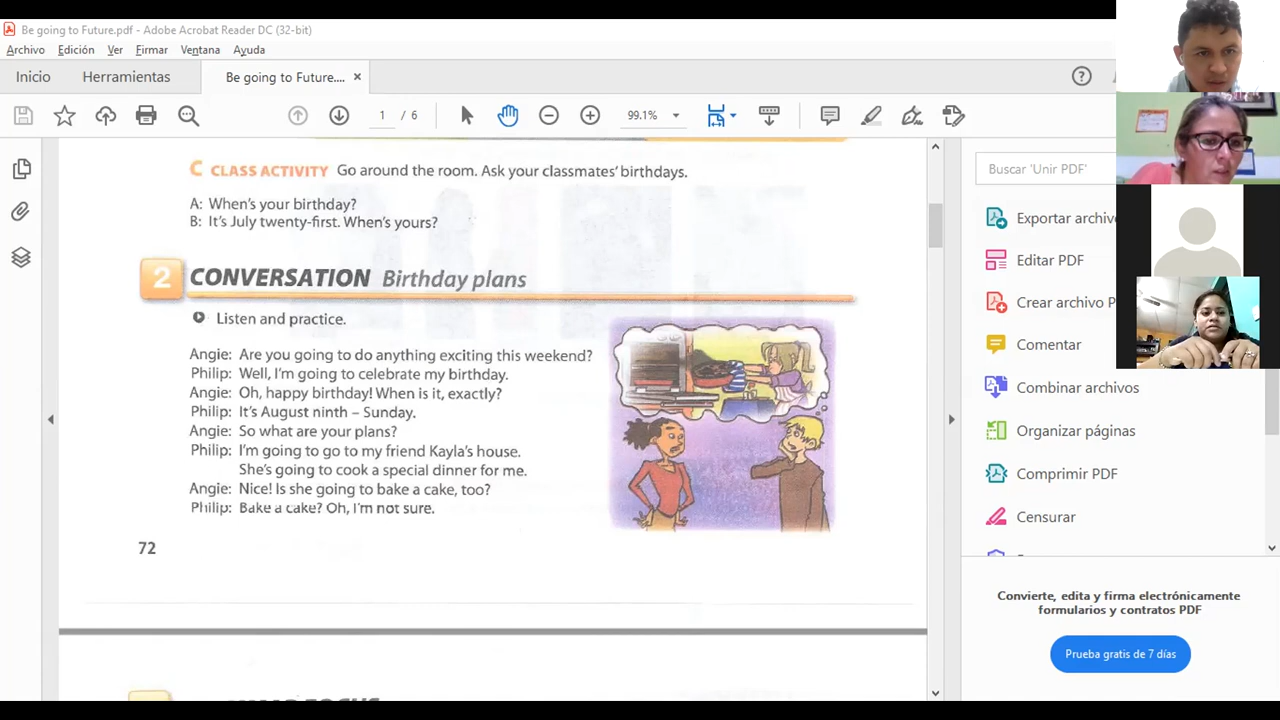 Be going to Future.pdf - Adobe Acrobat Reader DC (32-bit)
Archivo Edición Ver Firmar Ventana Ayuda
Inicio Herramientas Be going to Future.... ×
1 / 6 99.1%
C CLASS ACTIVITY Go around the room. Ask your classmates' birthdays.
A: When's your birthday?
B: It's July twenty-first. When's yours?
2 CONVERSATION Birthday plans
Listen and practice.
Angie: Are you going to do anything exciting this weekend?
Philip: Well, I'm going to celebrate my birthday.
Angie: Oh, happy birthday! When is it, exactly?
Philip: It's August ninth – Sunday.
Angie: So what are your plans?
Philip: I'm going to go to my friend Kayla's house.
She's going to cook a special dinner for me.
Angie: Nice! Is she going to bake a cake, too?
Philip: Bake a cake? Oh, I'm not sure.
72
Buscar 'Unir PDF'
Exportar archiv
Editar PDF
Crear archivo P
Comentar
Combinar archivos
Organizar páginas
Comprimir PDF
Censurar
Convierte, edita y firma electrónicamente
formularios y contratos PDF
Prueba gratis de 7 días